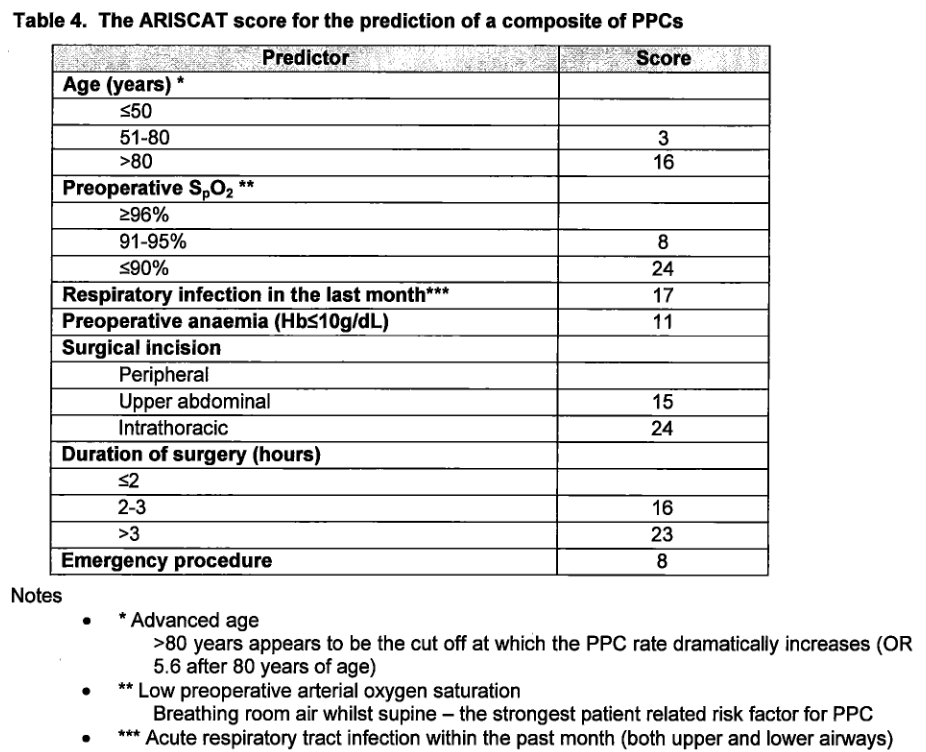 Table 4. The ARISCAT score for the prediction of a composite of PPCs
Predictor Score
Age (years) *
≤50
51-80 3
>80 16
Preoperative SpO2 **
≥96%
91-95% 8
≤90% 24
Respiratory infection in the last month*** 17
Preoperative anaemia (Hb≤10g/dL) 11
Surgical incision
Peripheral
Upper abdominal 15
Intrathoracic 24
Duration of surgery (hours)
≤2
2-3 16
>3 23
Emergency procedure 8
Notes
• * Advanced age
>80 years appears to be the cut off at which the PPC rate dramatically increases (OR
5.6 after 80 years of age)
• ** Low preoperative arterial oxygen saturation
Breathing room air whilst supine – the strongest patient related risk factor for PPC
• *** Acute respiratory tract infection within the past month (both upper and lower airways)